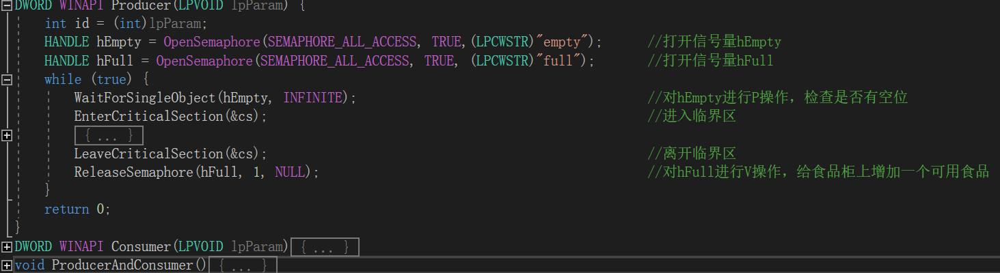 DWORD WINAPI Producer(LPVOID lpParam) {
int id = (int)lpParam;
HANDLE hEmpty = OpenSemaphore(SEMAPHORE_ALL_ACCESS, TRUE,(LPCWSTR)"empty"); //打开信号量hEmpty
HANDLE hFull = OpenSemaphore(SEMAPHORE_ALL_ACCESS, TRUE, (LPCWSTR)"full"); //打开信号量hFull
while (true) {
WaitForSingleObject(hEmpty, INFINITE); //对hEmpty进行P操作，检查是否有空位
EnterCriticalSection(&cs); //进入临界区
{ ... }
LeaveCriticalSection(&cs); //离开临界区
ReleaseSemaphore(hFull, 1, NULL); //对hFull进行V操作，给食品柜上增加一个可用食品
}
return 0;
}
DWORD WINAPI Consumer(LPVOID lpParam) { ... }
void ProducerAndConsumer() { ... }